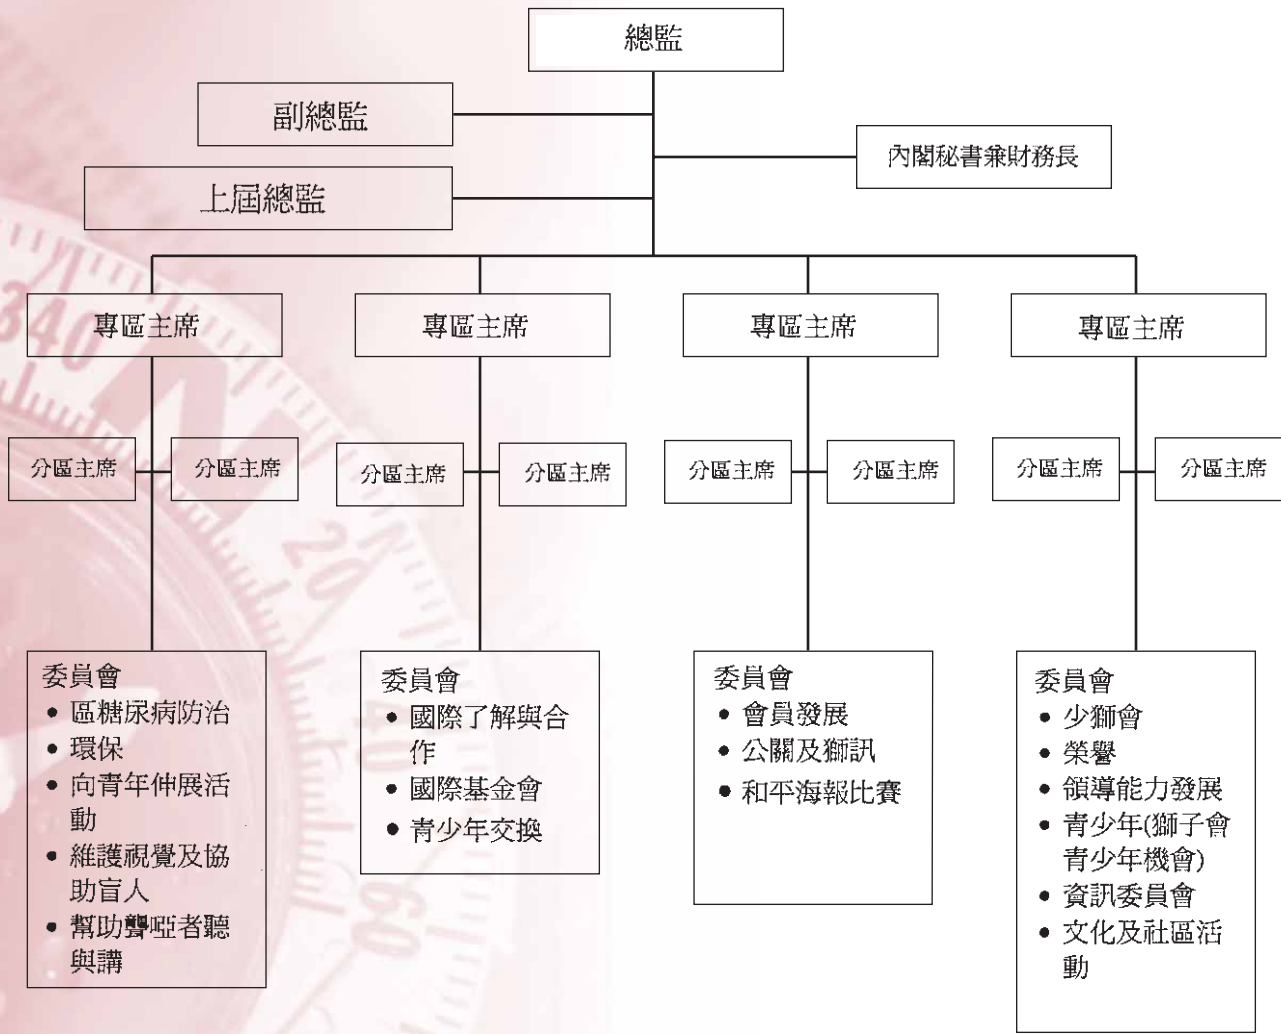 總監
副總監
內閣秘書兼財務長
上屆總監
專區主席
專區主席
專區主席
專區主席
分區主席
分區主席
分區主席
分區主席
分區主席
分區主席
分區主席
分區主席
委員會
• 區糖尿病防治
• 環保
• 向青年伸展活
動
• 維護視覺及協
助盲人
• 幫助聾啞者聽
與講
委員會
• 國際了解與合
作
• 國際基金會
• 青少年交換
委員會
• 會員發展
• 公關及獅訊
• 和平海報比賽
委員會
• 少獅會
• 榮譽
• 領導能力發展
• 青少年(獅子會
青少年機會)
• 資訊委員會
• 文化及社區活
動
340
N
20
40
60